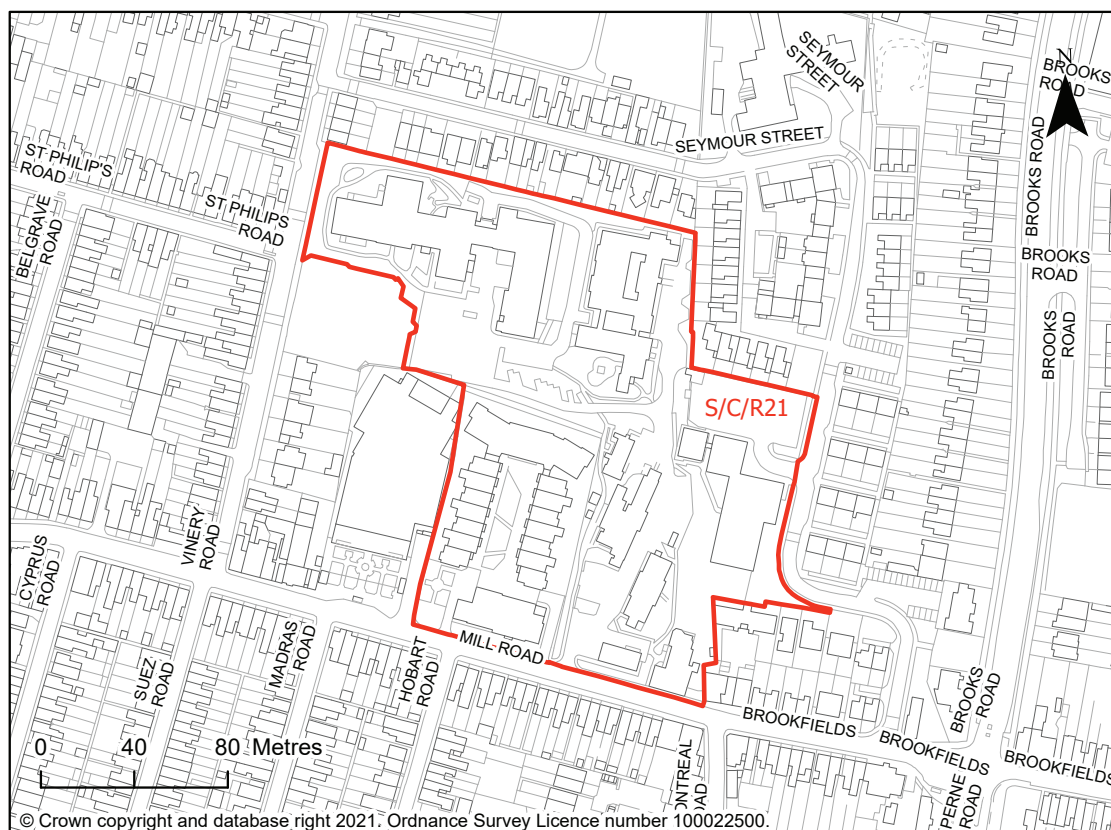 SEYMOUR
STREET
N
BROOKS
ROAD
SEYMOUR STREET
BROOKS ROAD
ST PHILIP'S
ROAD
ST PHILIPS
ROAD
BELGRAVE
ROAD
BROOKS
ROAD
BROOKS
ROAD
S/C/R21
VINERY
ROAD
CYPRUS
ROAD
SUEZ
ROAD
MADRAS
ROAD
HOBART
ROAD
MILL ROAD
BROOKS
ROAD
BROOKFIELDS
BROOKFIELDS
BROOKFIELDS
ONTREAL
ROAD
PERNE
ROAD
0 40 80 Metres
© Crown copyright and database right 2021. Ordnance Survey Licence number 100022500.